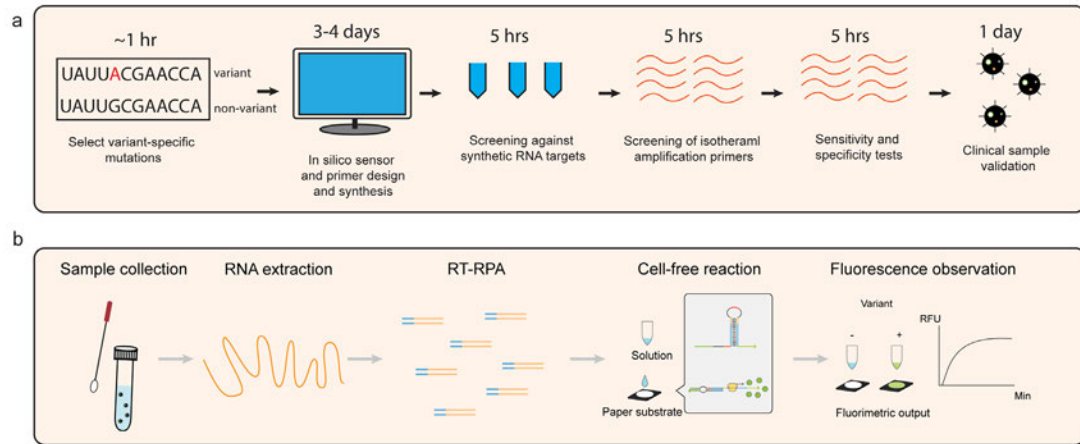 a
~1 hr
3-4 days
5 hrs
5 hrs
5 hrs
1 day
UAUUACGAACCA
variant
UAUUGCGAACCA
non-variant
Select variant-specific
mutations
In silico sensor
and primer design
and synthesis
Screening against
synthetic RNA targets
Screening of isotheraml
amplification primers
Sensitivity and
specificity tests
Clinical sample
validation
b
Sample collection
RNA extraction
RT-RPA
Cell-free reaction
Fluorescence observation
Solution
Paper substrate
Variant
-
+
Fluorimetric output
RFU
Min